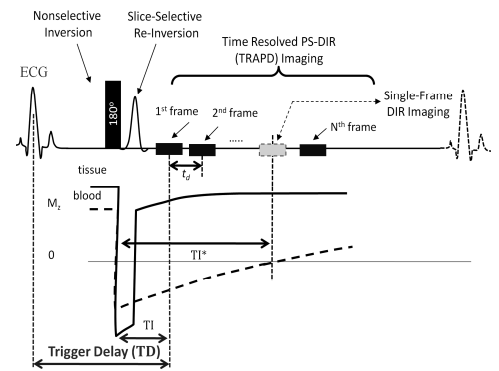 Nonselective
Inversion
Slice-Selective
Re-Inversion
Time Resolved PS-DIR
(TRAPD) Imaging
ECG
180°
1st frame
2nd frame
.....
Nth frame
Single-Frame
DIR Imaging
td
tissue
blood
Mz
0
TI*
TI
Trigger Delay (TD)